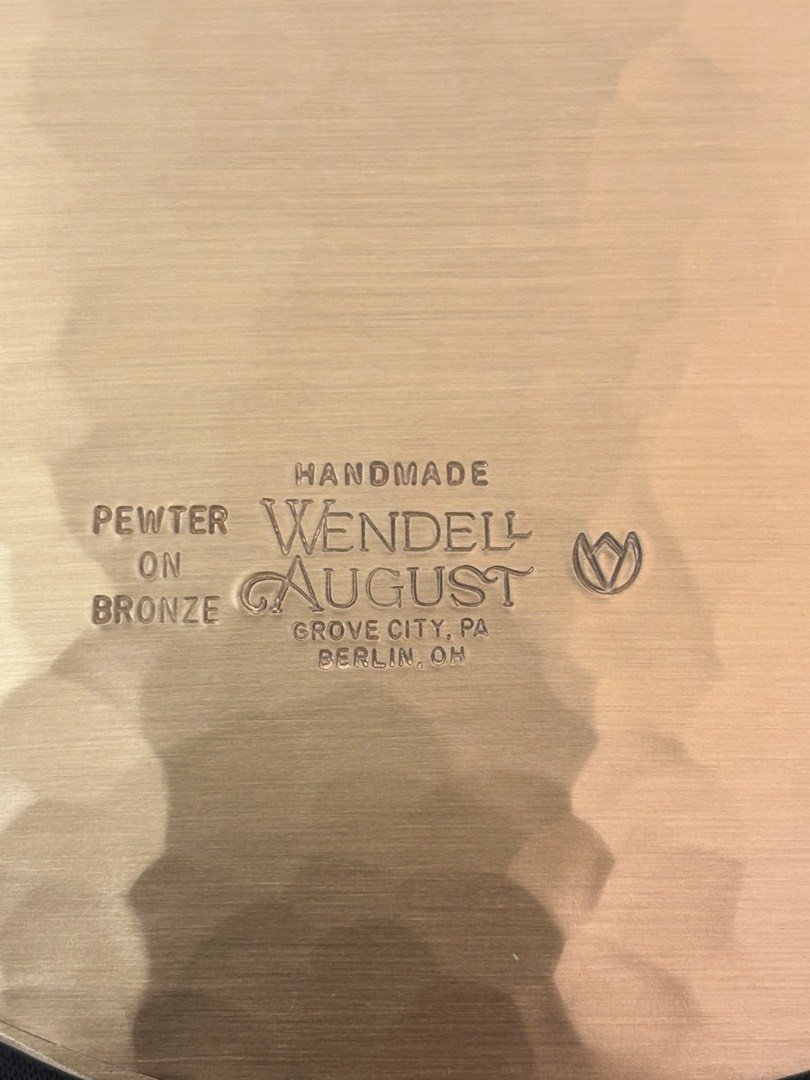 HANDMADE
PEWTER
ON
BRONZE
WENDELL
AUGUST
GROVE CITY, PA
BERLIN, OH